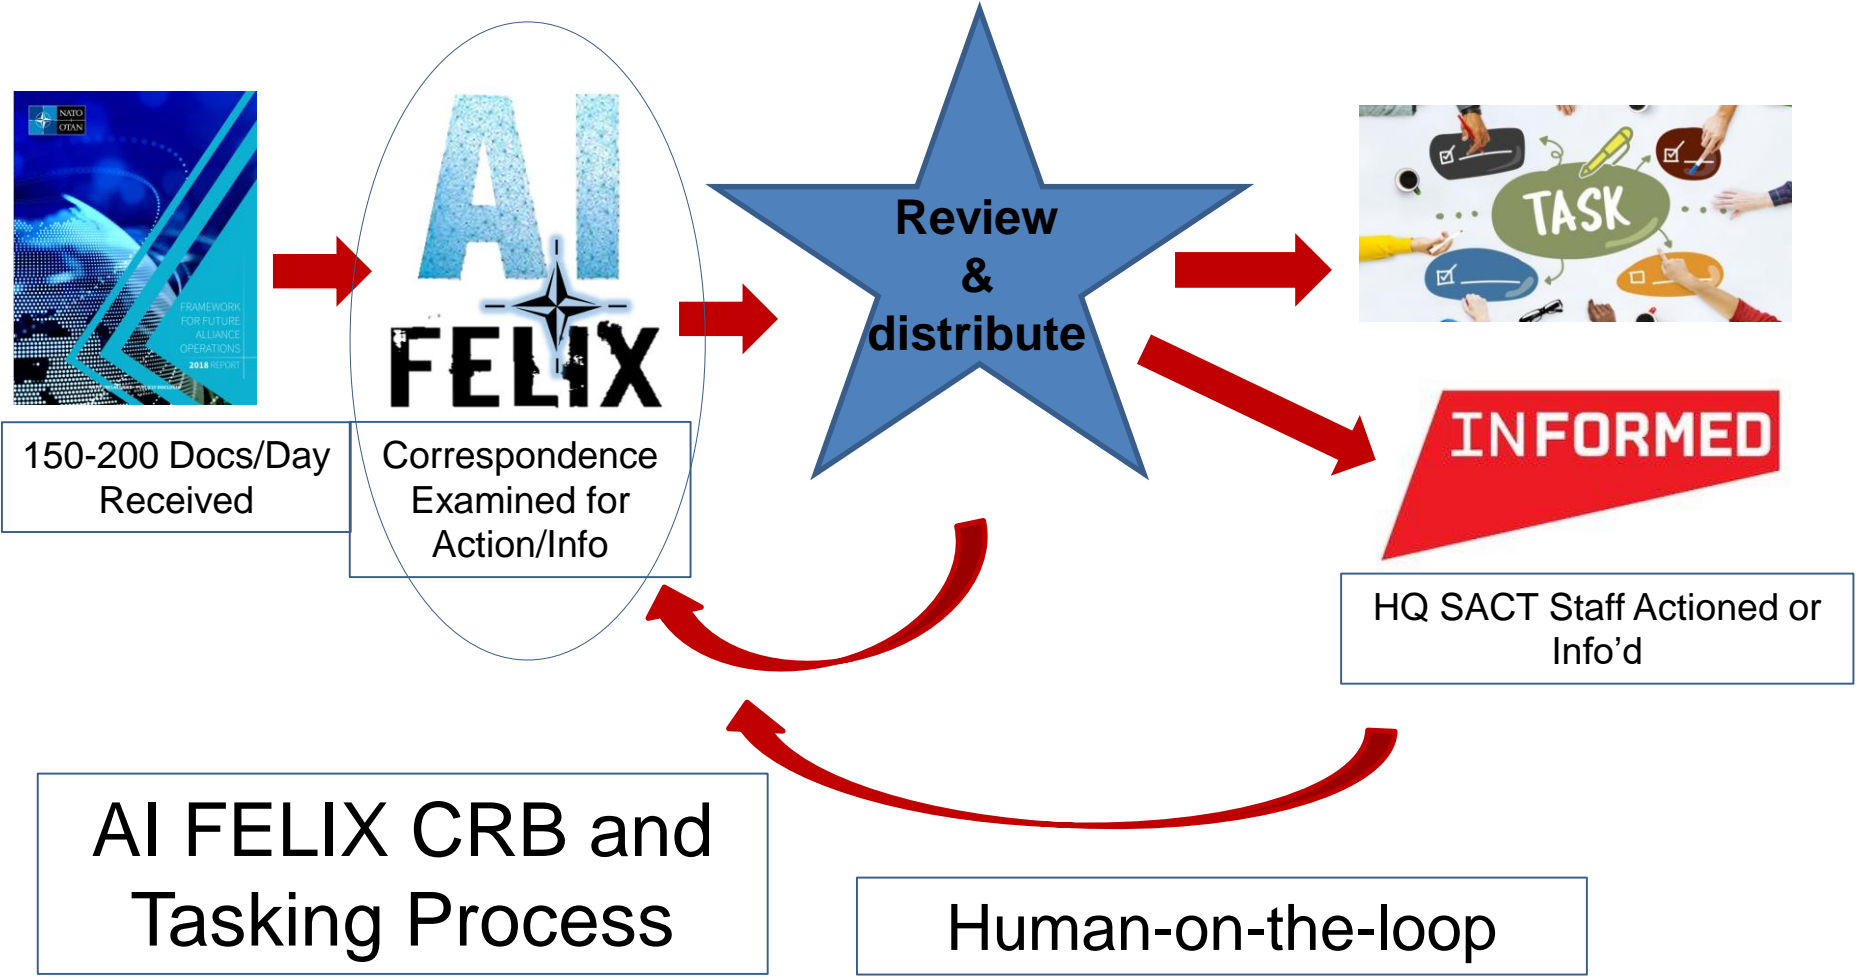 NATO
OTAN
FRAMEWORK
FOR FUTURE
ALLIANCE
OPERATIONS
2018 REPORT
150-200 Docs/Day
Received
AI
FELIX
Correspondence
Examined for
Action/Info
Review
&
distribute
TASK
INFORMED
HQ SACT Staff Actioned or
Info’d
AI FELIX CRB and
Tasking Process
Human-on-the-loop